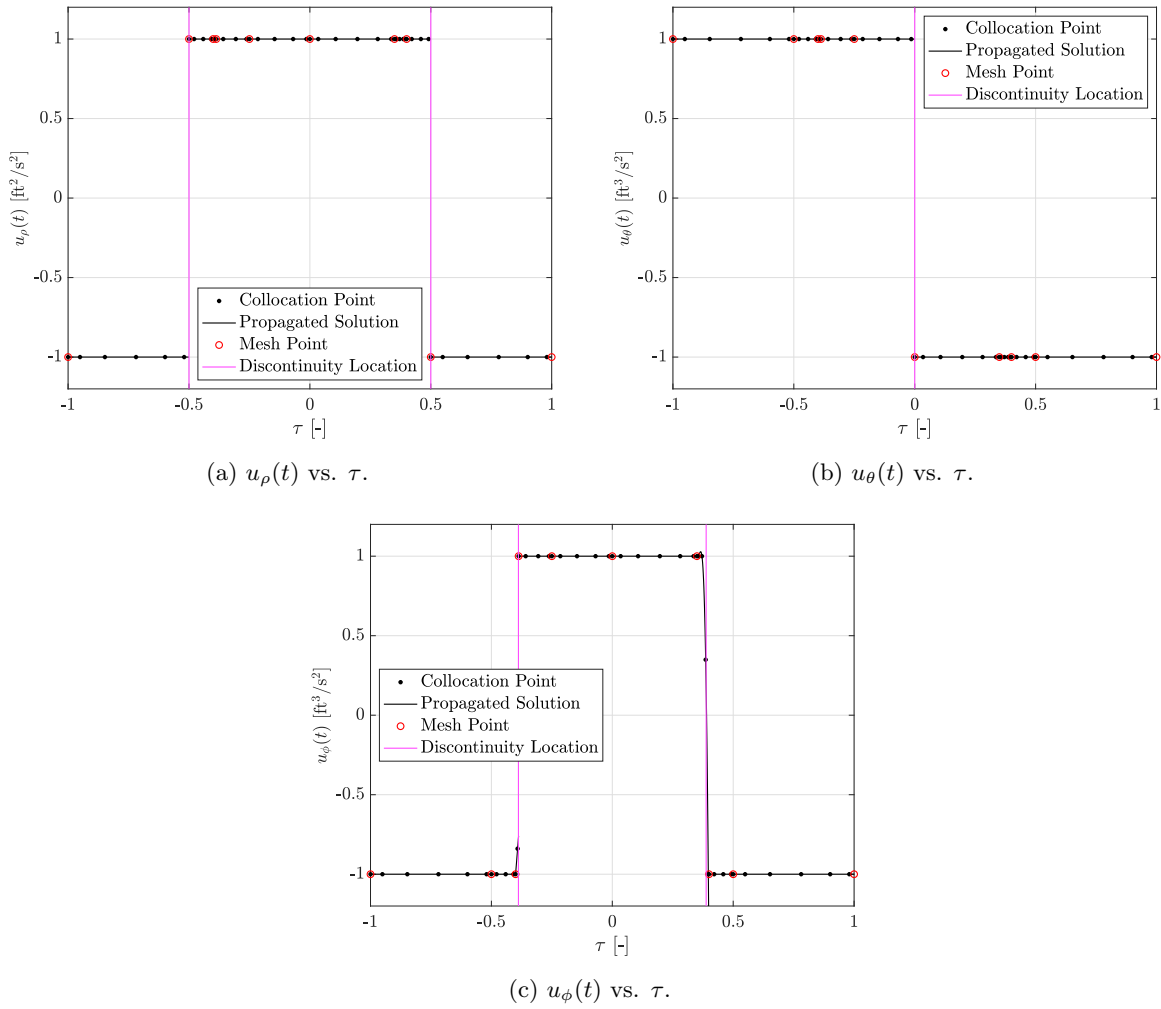 1
0.5
0
-0.5
-1
u_ρ(t) [ft²/s²]
Collocation Point
Propagated Solution
Mesh Point
Discontinuity Location
-1
-0.5
0
0.5
1
τ [-]
(a) u_ρ(t) vs. τ.
1
0.5
0
-0.5
-1
u_θ(t) [ft³/s²]
Collocation Point
Propagated Solution
Mesh Point
Discontinuity Location
-1
-0.5
0
0.5
1
τ [-]
(b) u_θ(t) vs. τ.
1
0.5
0
-0.5
-1
u_ϕ(t) [ft³/s²]
Collocation Point
Propagated Solution
Mesh Point
Discontinuity Location
-1
-0.5
0
0.5
1
τ [-]
(c) u_ϕ(t) vs. τ.